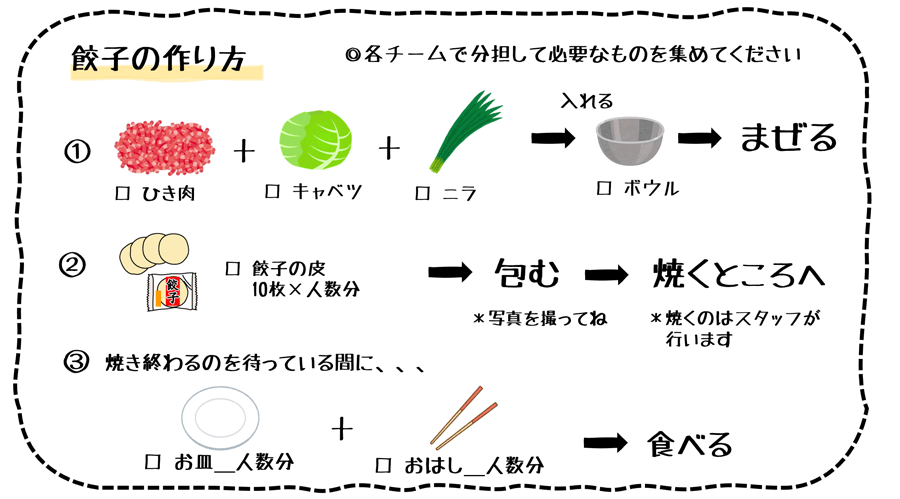 餃子の作り方
◎各チームで分担して必要なものを集めてください
入れる
① + + ➡ ➡ まぜる
□ ひき肉 □ キャベツ □ ニラ □ ボウル
② □ 餃子の皮 ➡ 包む ➡ 焼くところへ
餃子
10枚×人数分
＊写真を撮ってね ＊焼くのはスタッフが
行います
③ 焼き終わるのを待っている間に、、、
+ ➡ 食べる
□ お皿__人数分 □ おはし__人数分